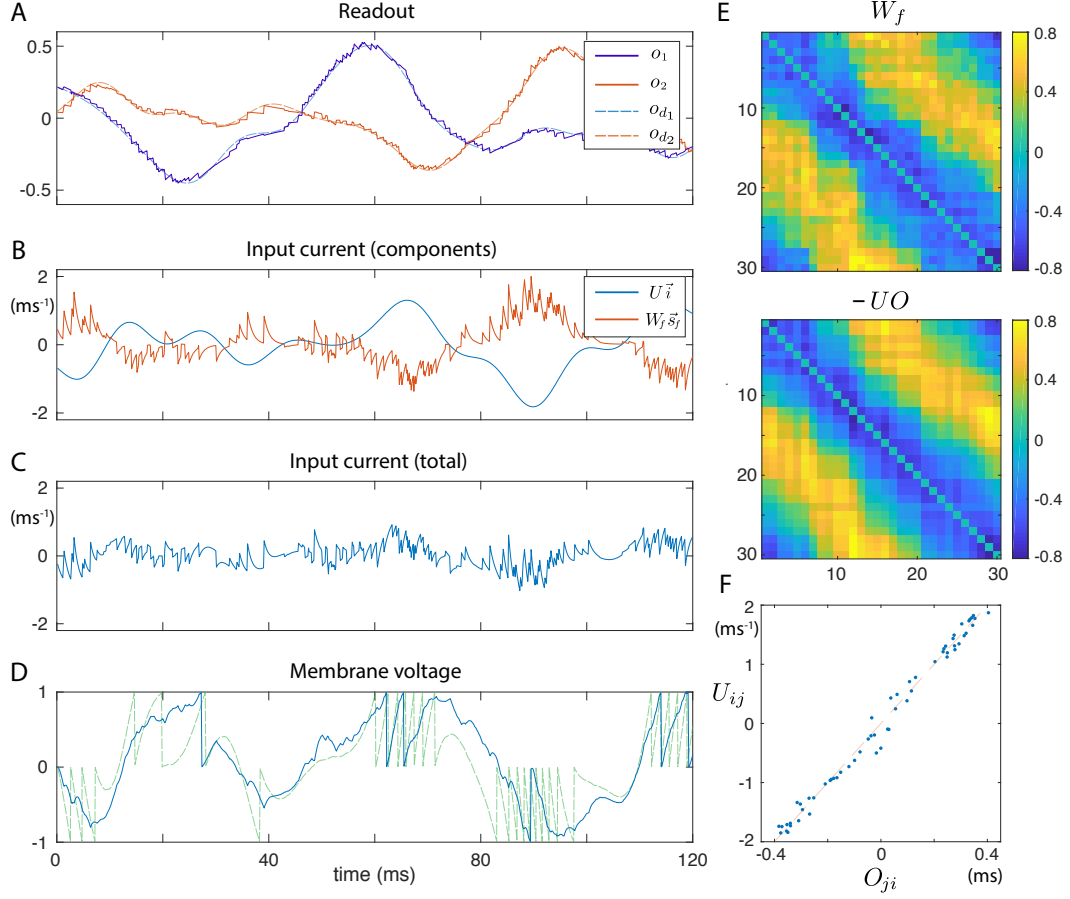 A
Readout
0.5
0
-0.5
o1
o2
od1
od2
B
Input current (components)
2
(ms⁻¹)
0
-2
U i⃗
Wf s⃗f
C
Input current (total)
2
(ms⁻¹)
0
-2
D
Membrane voltage
1
0
-1
0 40 60 80 120
time (ms)
E
Wf
10
20
30
0.8
0.4
0
-0.4
-0.8
-UO
10
20
30
10 20 30
0.8
0.4
0
-0.4
-0.8
F
2
(ms⁻¹)
1
Uij
0
-1
-2
-0.4 0 0.4
(ms)
Oji